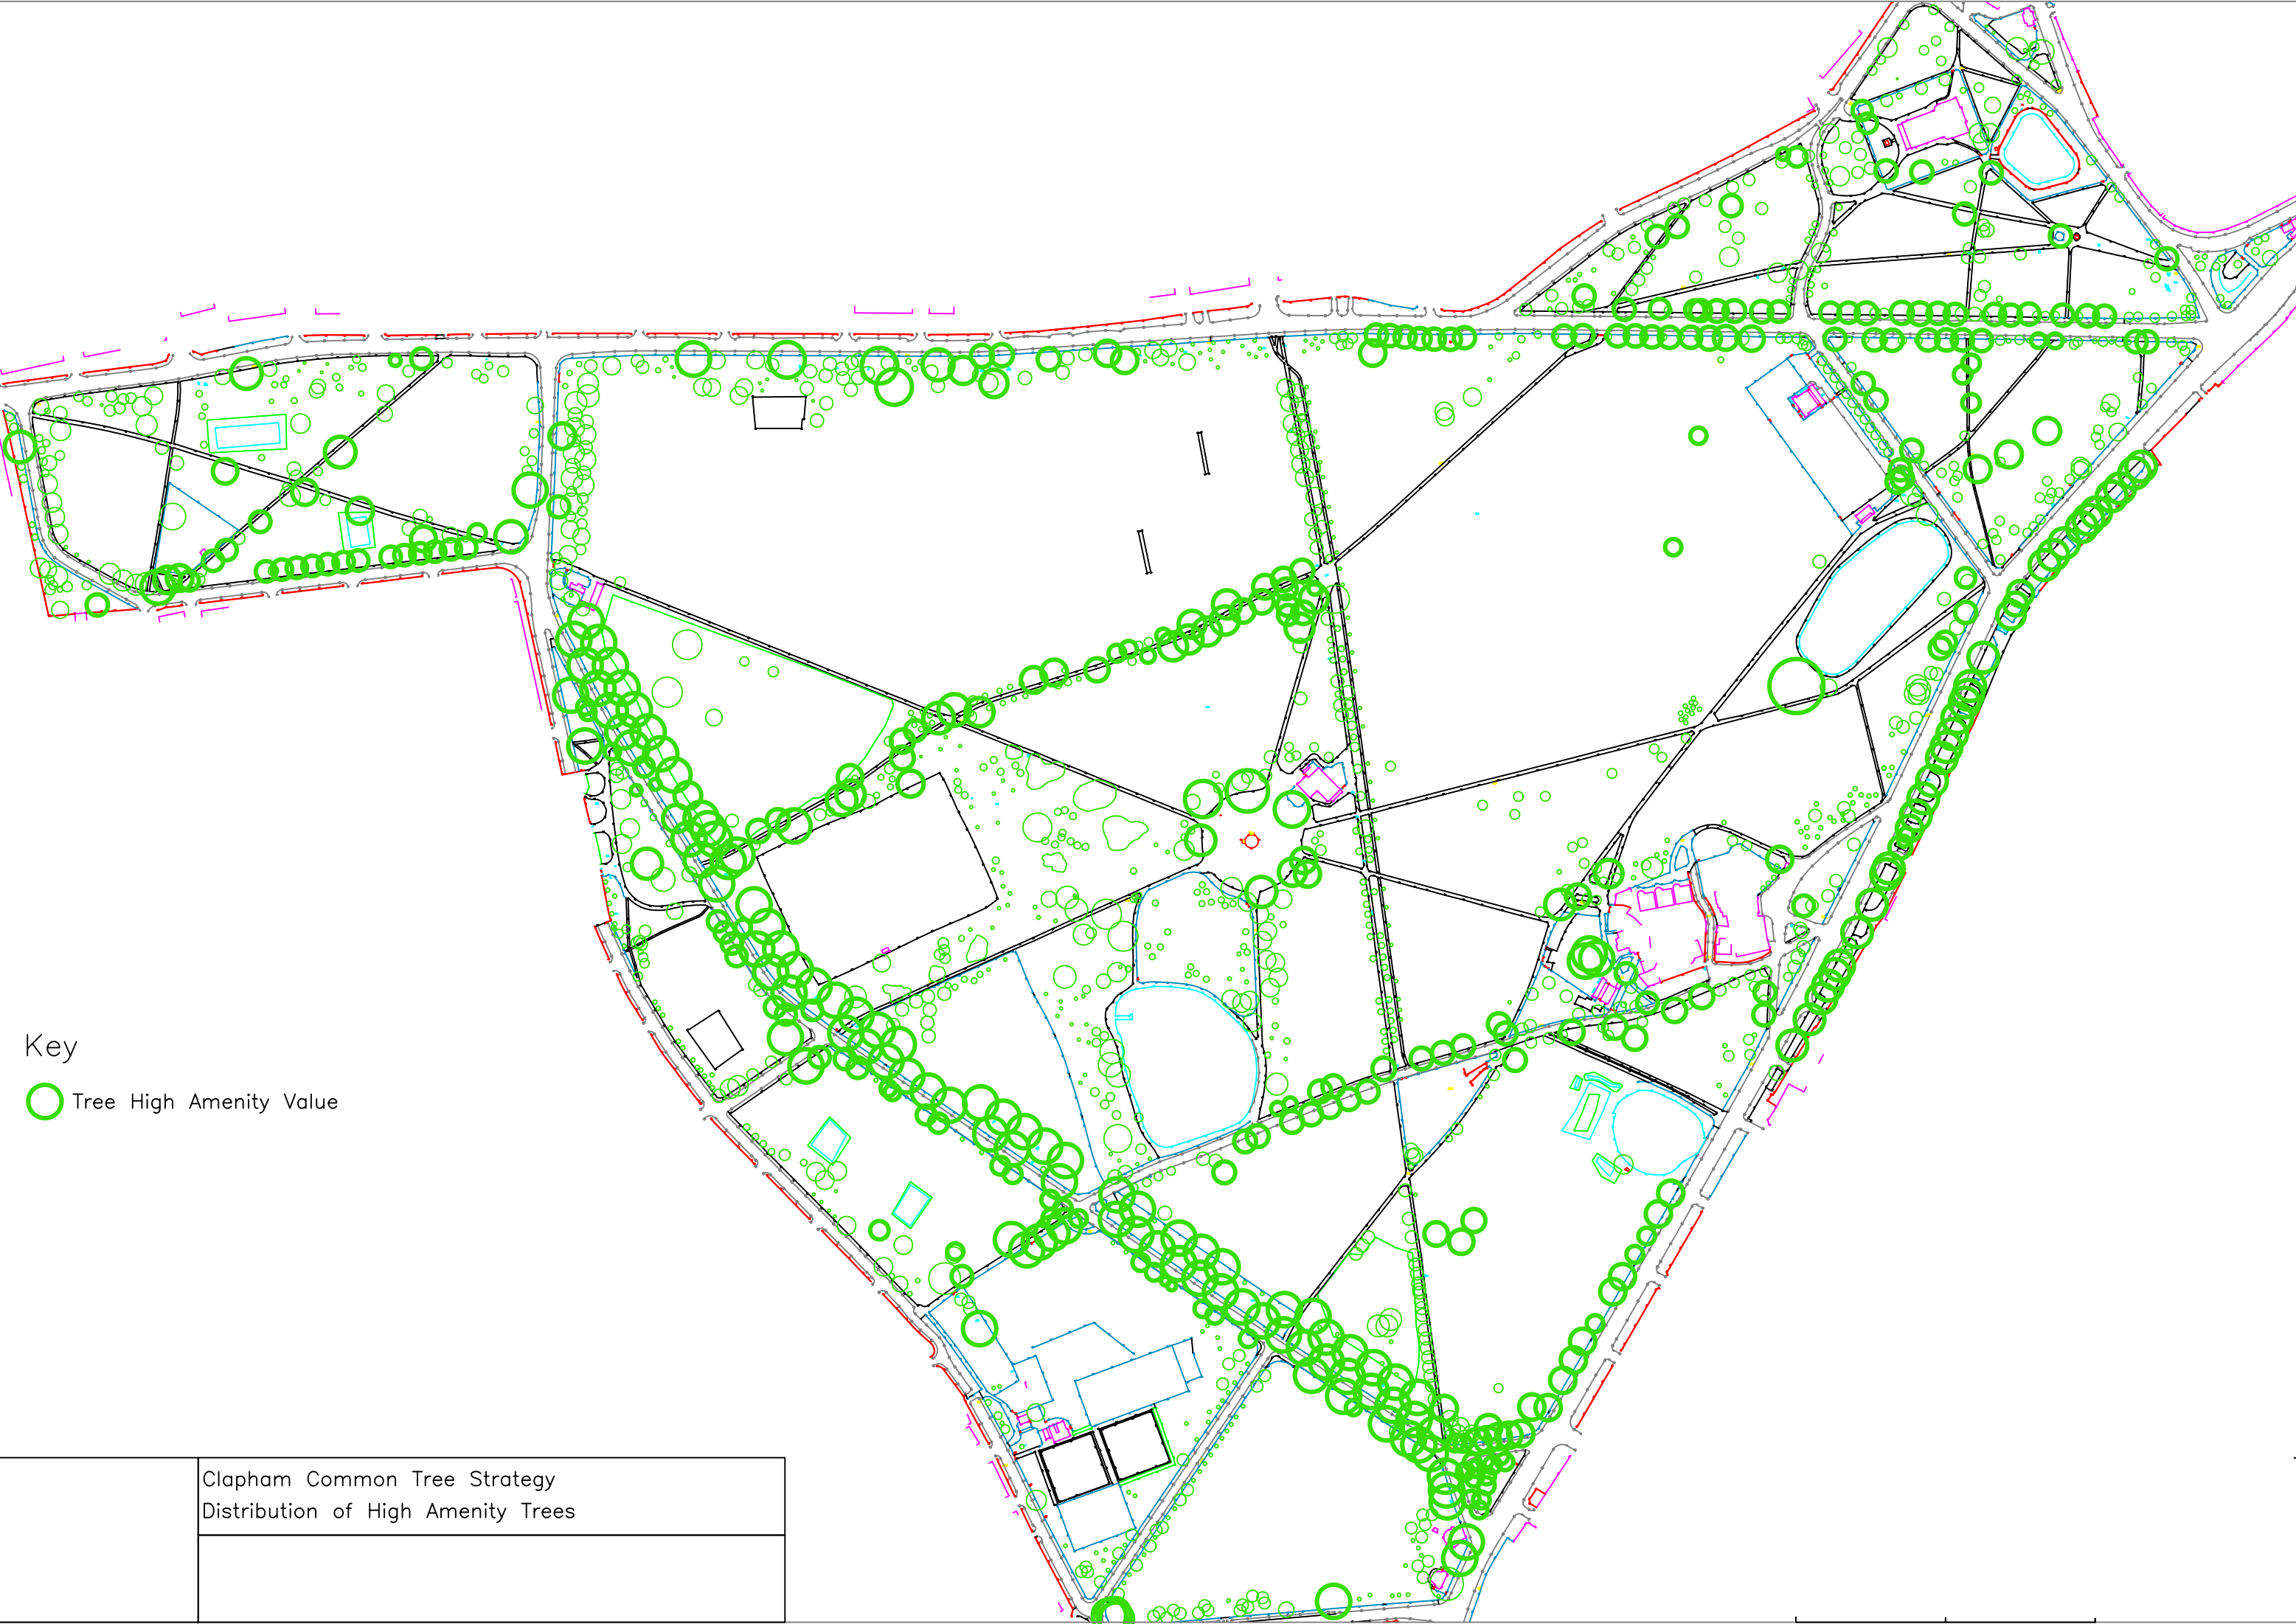 Key
Tree High Amenity Value
Clapham Common Tree Strategy
Distribution of High Amenity Trees